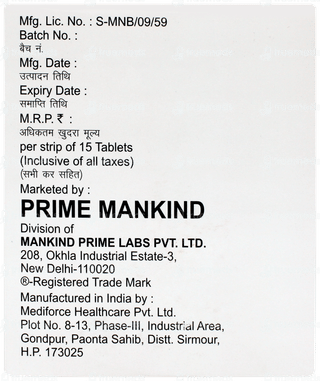 Mfg. Lic. No. : S-MNB/09/59
Batch No. :
बैच नं.
Mfg. Date :
उत्पादन तिथि
Expiry Date :
समाप्ति तिथि
M.R.P. ₹ :
अधिकतम खुदरा मूल्य
per strip of 15 Tablets
(Inclusive of all taxes)
(सभी कर सहित)
Marketed by :
PRIME MANKIND
Division of
MANKIND PRIME LABS PVT. LTD.
208, Okhla Industrial Estate-3,
New Delhi-110020
®-Registered Trade Mark
Manufactured in India by :
Mediforce Healthcare Pvt. Ltd.
Plot No. 8-13, Phase-III, Industrial Area,
Gondpur, Paonta Sahib, Distt. Sirmour,
H.P. 173025